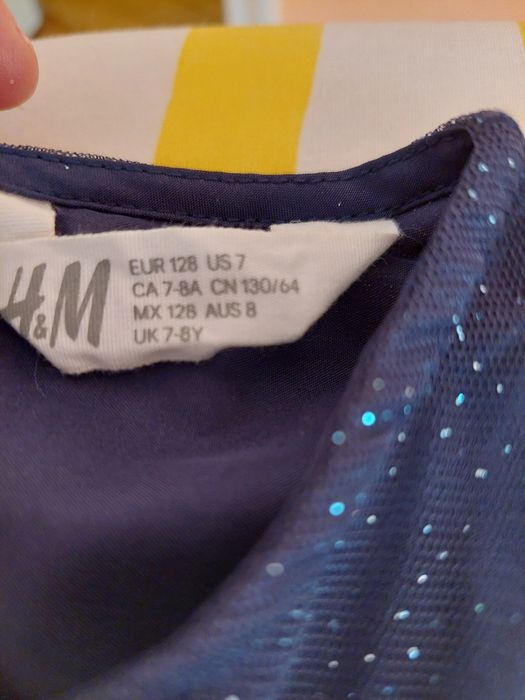 H&M
EUR 128 US 7
CA 7-8A CN 130/64
MX 128 AUS 8
UK 7-8Y